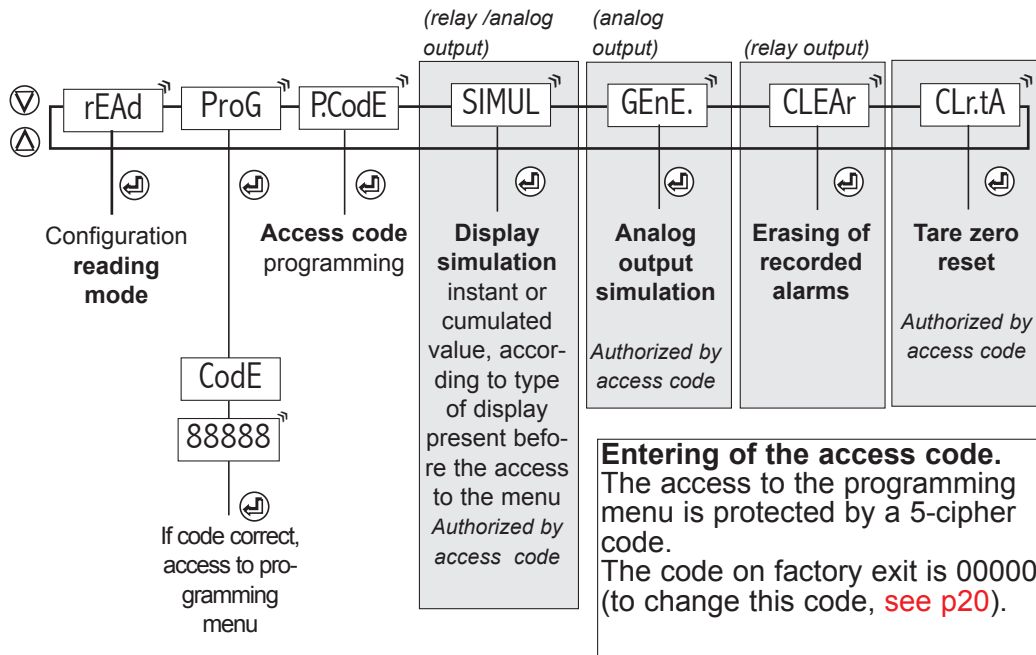 (relay /analog
output)
(analog
output)
(relay output)
rEAd
ProG
P.CodE
SIMUL
GEnE.
CLEAr
CLr.tA
Configuration
reading
mode
Access code
programming
Display
simulation
instant or
cumulated
value, accor-
ding to type
of display
present befo-
re the access
to the menu
Authorized by
access code
Analog
output
simulation
Authorized by
access code
Erasing of
recorded
alarms
Tare zero
reset
Authorized by
access code
CodE
88888
If code correct,
access to pro-
gramming
menu
Entering of the access code.
The access to the programming
menu is protected by a 5-cipher
code.
The code on factory exit is 00000
(to change this code, see p20).